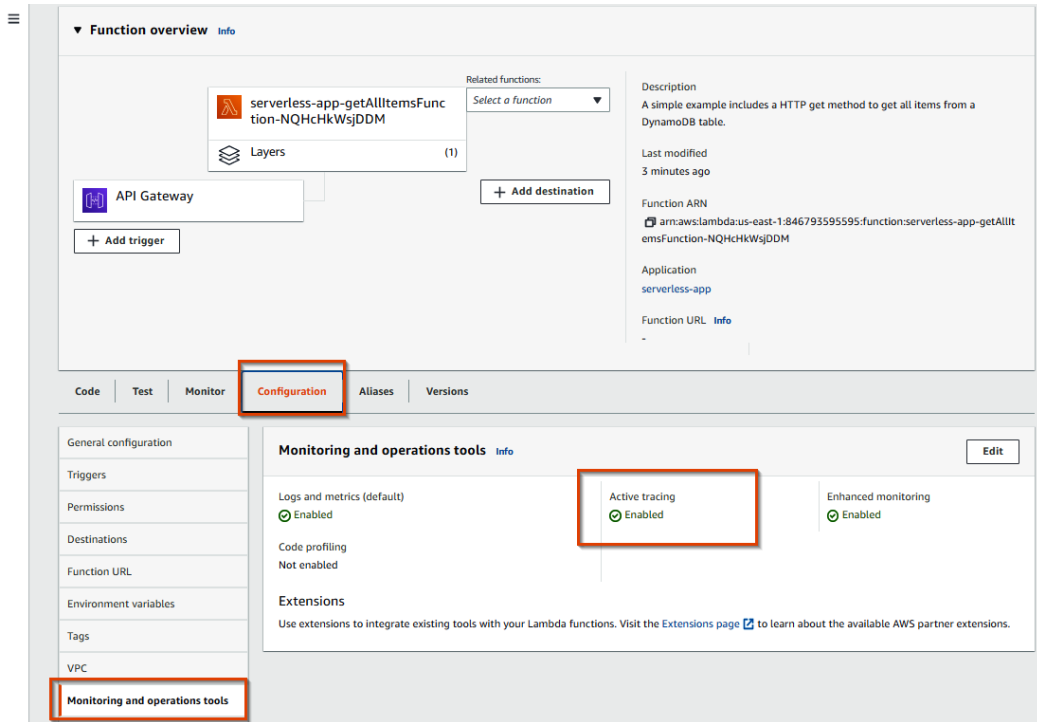 Function overview Info
Related functions:
Select a function
serverless-app-getAllItemsFunc
tion-NQHcHkWsjDDM
Layers (1)
API Gateway
+ Add destination
+ Add trigger
Description
A simple example includes a HTTP get method to get all items from a
DynamoDB table.
Last modified
3 minutes ago
Function ARN
arn:aws:lambda:us-east-1:846793595595:function:serverless-app-getAllIt
emsFunction-NQHcHkWsjDDM
Application
serverless-app
Function URL Info
-
Code Test Monitor Configuration Aliases Versions
General configuration
Triggers
Permissions
Destinations
Function URL
Environment variables
Tags
VPC
Monitoring and operations tools
Monitoring and operations tools Info
Edit
Logs and metrics (default)
Enabled
Active tracing
Enabled
Enhanced monitoring
Enabled
Code profiling
Not enabled
Extensions
Use extensions to integrate existing tools with your Lambda functions. Visit the Extensions page to learn about the available AWS partner extensions.